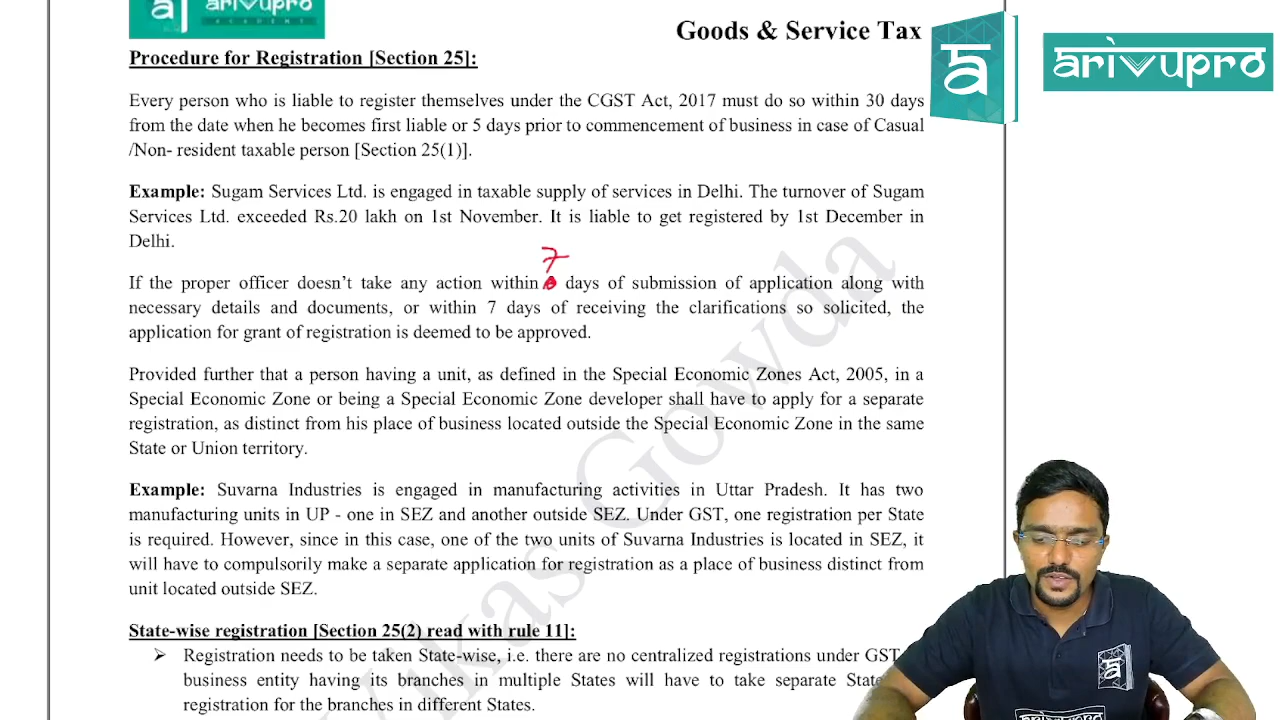 arivupro
ACADEMY
Goods & Service Tax
arivupro
Procedure for Registration [Section 25]:
Every person who is liable to register themselves under the CGST Act, 2017 must do so within 30 days
from the date when he becomes first liable or 5 days prior to commencement of business in case of Casual
/Non- resident taxable person [Section 25(1)].
Example: Sugam Services Ltd. is engaged in taxable supply of services in Delhi. The turnover of Sugam
Services Ltd. exceeded Rs.20 lakh on 1st November. It is liable to get registered by 1st December in
Delhi.
7
If the proper officer doesn’t take any action within days of submission of application along with
necessary details and documents, or within 7 days of receiving the clarifications so solicited, the
application for grant of registration is deemed to be approved.
Provided further that a person having a unit, as defined in the Special Economic Zones Act, 2005, in a
Special Economic Zone or being a Special Economic Zone developer shall have to apply for a separate
registration, as distinct from his place of business located outside the Special Economic Zone in the same
State or Union territory.
Example: Suvarna Industries is engaged in manufacturing activities in Uttar Pradesh. It has two
manufacturing units in UP - one in SEZ and another outside SEZ. Under GST, one registration per State
is required. However, since in this case, one of the two units of Suvarna Industries is located in SEZ, it
will have to compulsorily make a separate application for registration as a place of business distinct from
unit located outside SEZ.
State-wise registration [Section 25(2) read with rule 11]:
➢ Registration needs to be taken State-wise, i.e. there are no centralized registrations under GST
business entity having its branches in multiple States will have to take separate State
registration for the branches in different States.
Vikas Gowda
arivupro